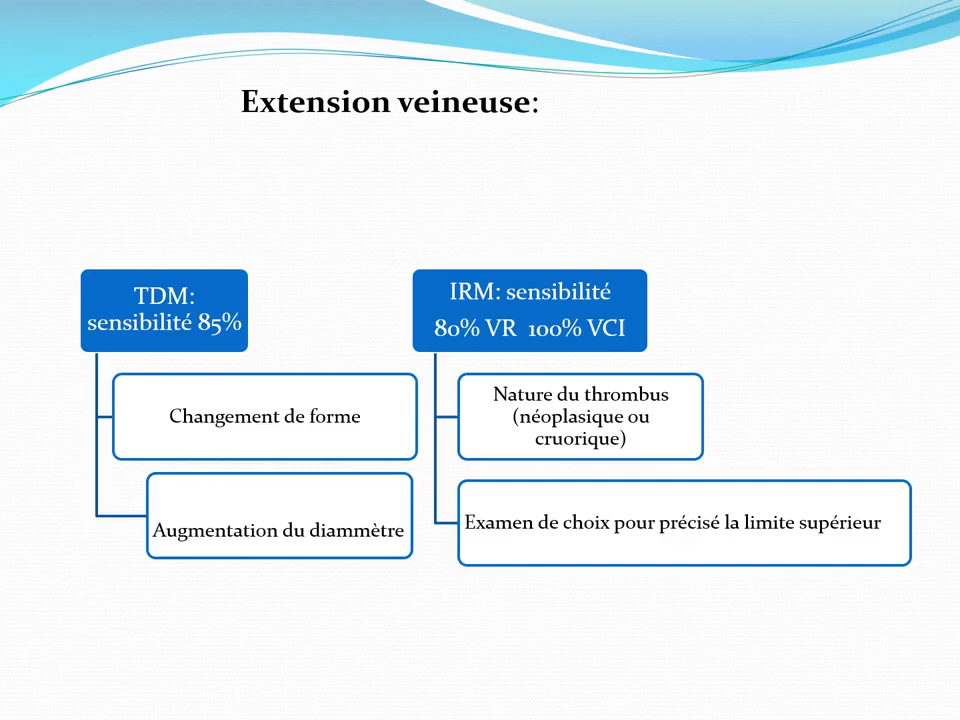 Extension veineuse:
TDM:
sensibilité 85%
Changement de forme
Augmentation du diammètre
IRM: sensibilité
80% VR 100% VCI
Nature du thrombus
(néoplasique ou
cruorique)
Examen de choix pour précisé la limite supérieur